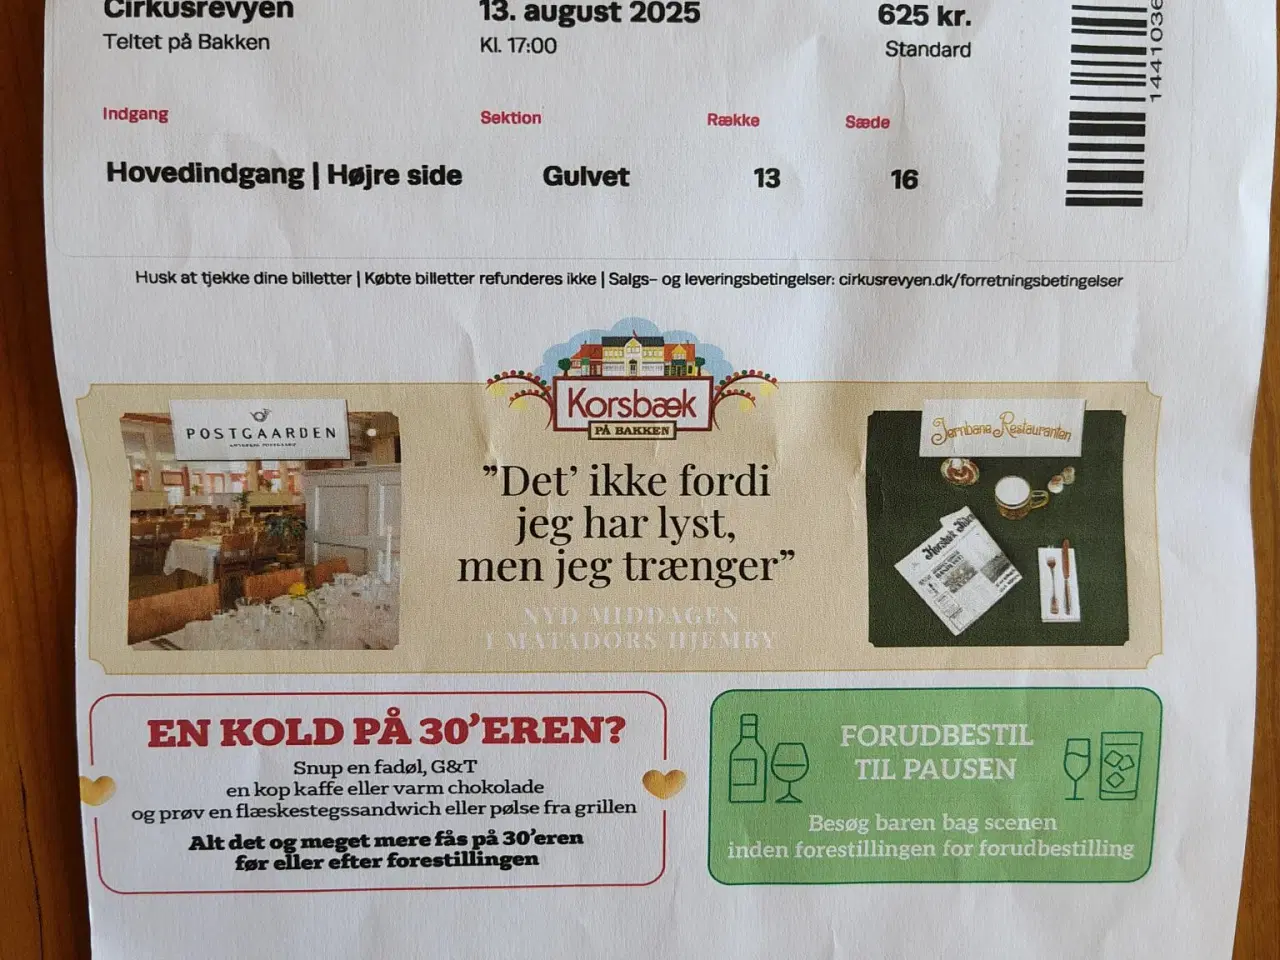 Cirkusrevyen
Teltet på Bakken
13. august 2025
Kl. 17:00
625 kr.
Standard
Indgang
Sektion
Række
Sæde
Hovedindgang | Højre side
Gulvet
13
16
1441036
Husk at tjekke dine billetter | Købte billetter refunderes ikke | Salgs- og leveringsbetingelser: cirkusrevyen.dk/forretningsbetingelser
Korsbæk
PÅ BAKKEN
POSTGAARDEN
Jernbane Restauranten
”Det’ ikke fordi
jeg har lyst,
men jeg trænger”
NYD MIDDAGEN
I MATADORS HJEMBY
EN KOLD PÅ 30’EREN?
Snup en fadøl, G&T
en kop kaffe eller varm chokolade
og prøv en flæskestegssandwich eller pølse fra grillen
Alt det og meget mere fås på 30’eren
før eller efter forestillingen
FORUDBESTIL
TIL PAUSEN
Besøg baren bag scenen
inden forestillingen for forudbestilling